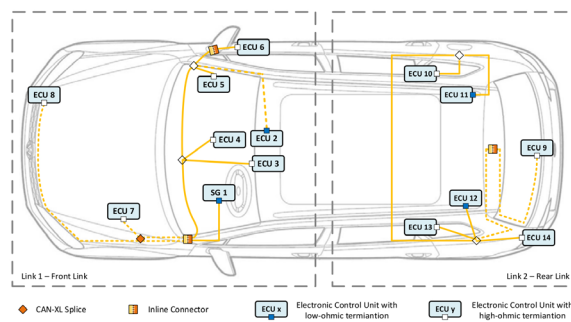 ECU 6
ECU 5
ECU 10
ECU 8
ECU 11
ECU 2
ECU 4
ECU 9
ECU 3
SG 1
ECU 12
ECU 7
ECU 13
ECU 14
Link 1 – Front Link
Link 2 – Rear Link
CAN-XL Splice
Inline Connector
ECU x
Electronic Control Unit with
low-ohmic termiantion
ECU y
Electronic Control Unit
high-ohmic termiantion